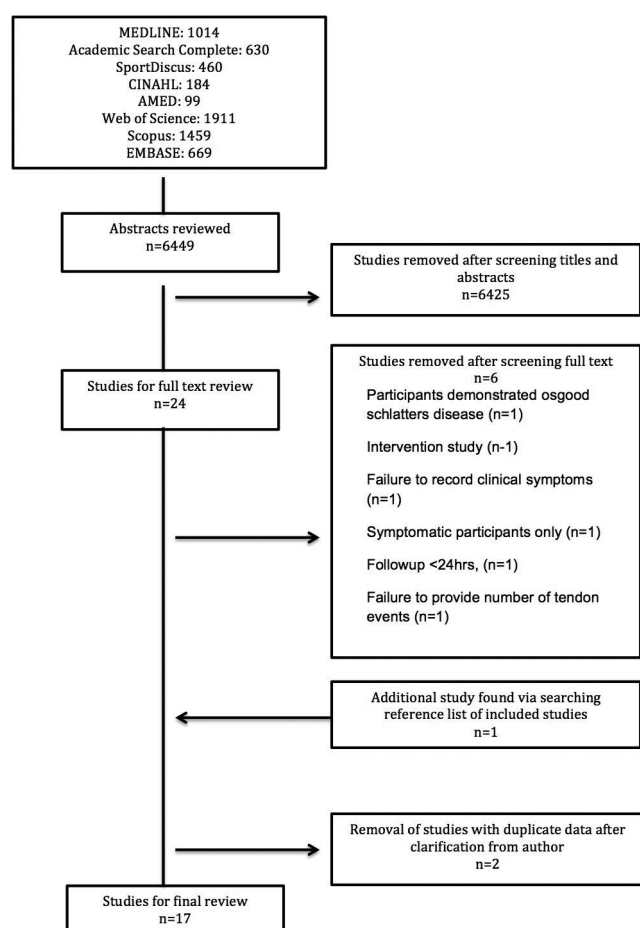 MEDLINE: 1014
Academic Search Complete: 630
SportDiscus: 460
CINAHL: 184
AMED: 99
Web of Science: 1911
Scopus: 1459
EMBASE: 669
Abstracts reviewed
n=6449
Studies removed after screening titles and
abstracts
n=6425
Studies for full text review
n=24
Studies removed after screening full text
n=6
Participants demonstrated osgood
schlatters disease (n=1)
Intervention study (n-1)
Failure to record clinical symptoms
(n=1)
Symptomatic participants only (n=1)
Followup <24hrs, (n=1)
Failure to provide number of tendon
events (n=1)
Additional study found via searching
reference list of included studies
n=1
Removal of studies with duplicate data after
clarification from author
n=2
Studies for final review
n=17